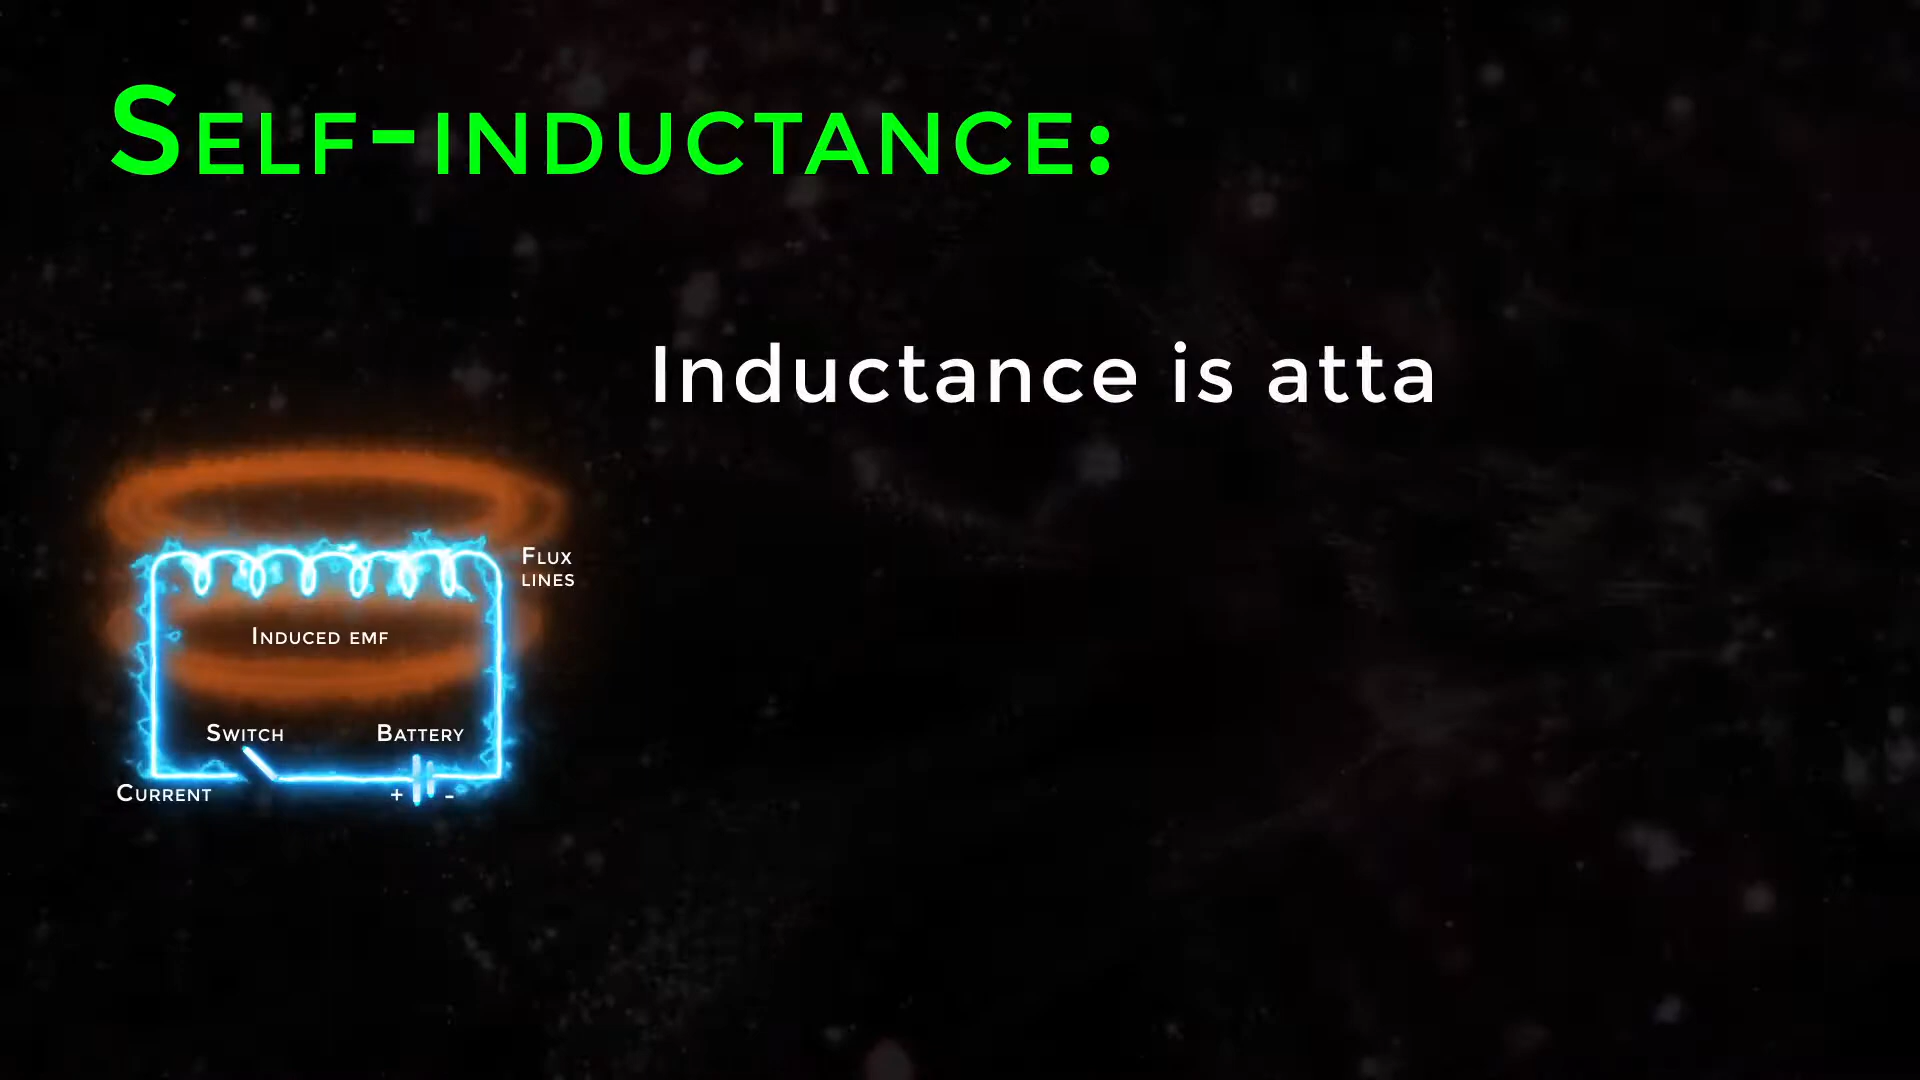 Self-inductance:
Inductance is atta
Flux
lines
Induced emf
Switch
Battery
Current
+ -